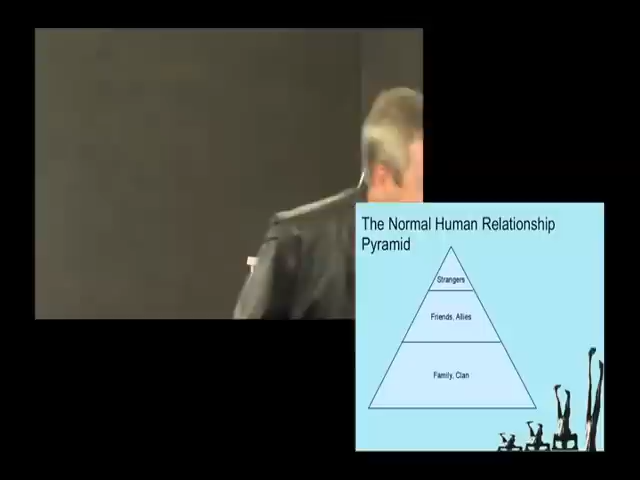 The Normal Human Relationship
Pyramid
Strangers
Friends, Allies
Family, Clan